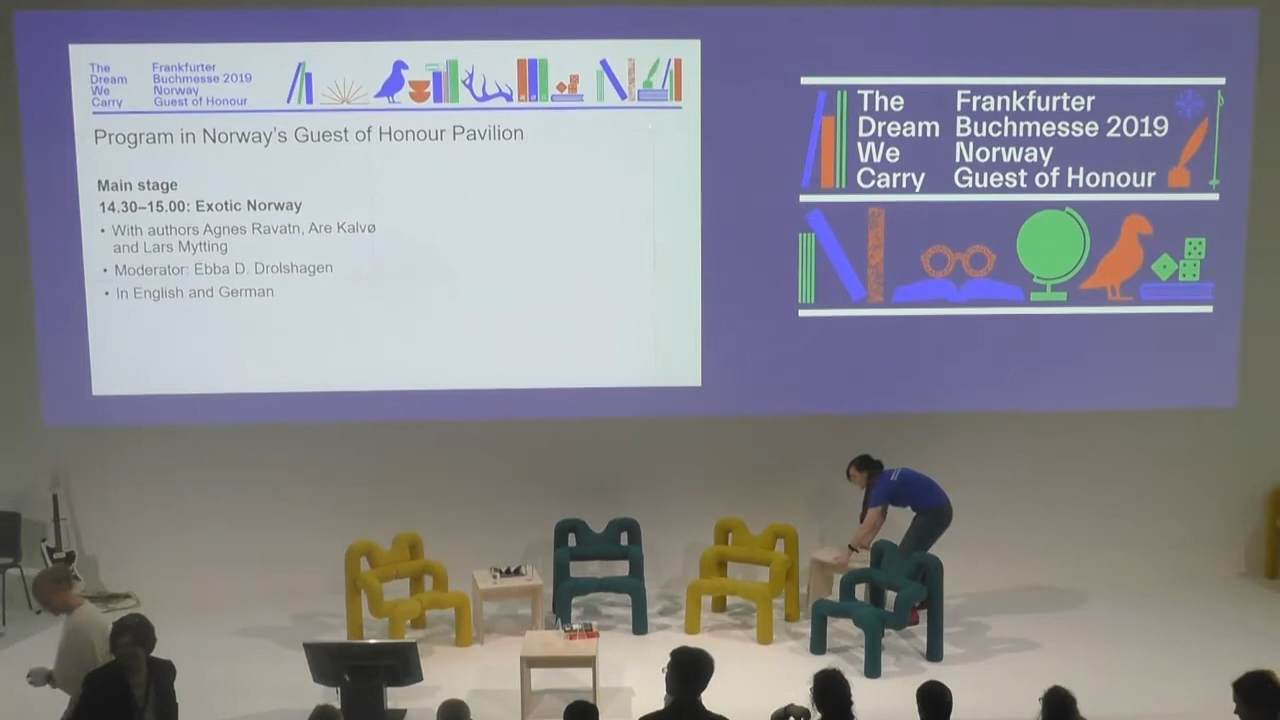 The
Dream
We
Carry
Frankfurter
Buchmesse 2019
Norway
Guest of Honour
Program in Norway's Guest of Honour Pavilion
Main stage
14.30–15.00: Exotic Norway
• With authors Agnes Ravatn, Are Kalvø
and Lars Mytting
• Moderator: Ebba D. Drolshagen
• In English and German
The
Dream
We
Carry
Frankfurter
Buchmesse 2019
Norway
Guest of Honour